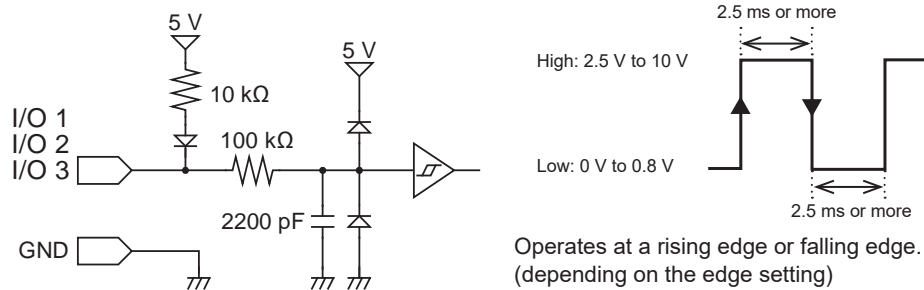 5 V
10 kΩ
I/O 1
I/O 2
I/O 3
100 kΩ
5 V
2200 pF
GND
2.5 ms or more
High: 2.5 V to 10 V
Low: 0 V to 0.8 V
2.5 ms or more
Operates at a rising edge or falling edge.
(depending on the edge setting)